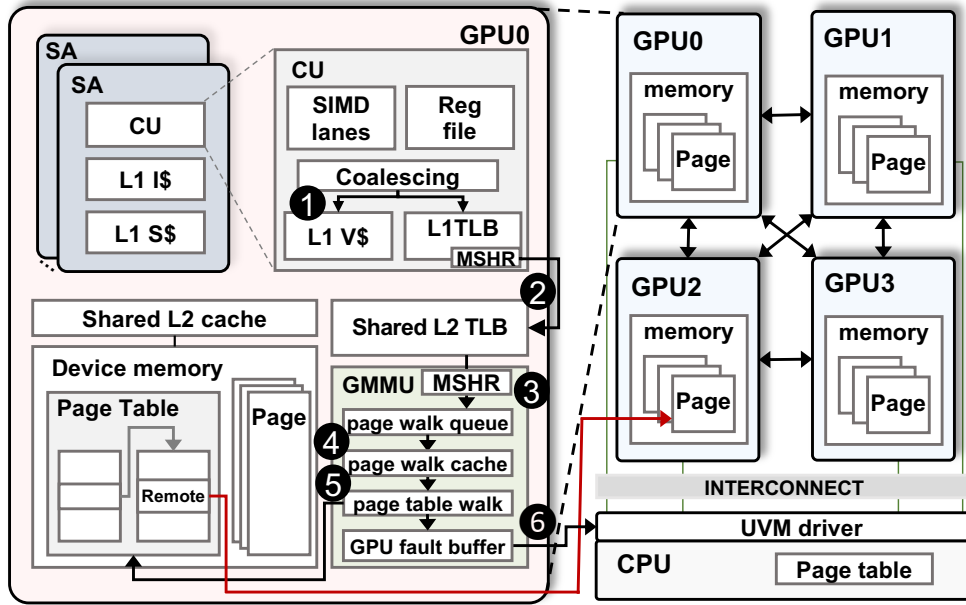 GPU0
SA
SA
CU
L1 I$
L1 S$
CU
SIMD
lanes
Reg
file
Coalescing
1
L1 V$
L1TLB
MSHR
2
Shared L2 cache
Shared L2 TLB
Device memory
Page Table
Remote
Page
GMMU
MSHR
3
page walk queue
4
page walk cache
5
page table walk
6
GPU fault buffer
GPU0
memory
Page
GPU1
memory
Page
GPU2
memory
Page
GPU3
memory
Page
INTERCONNECT
UVM driver
CPU
Page table